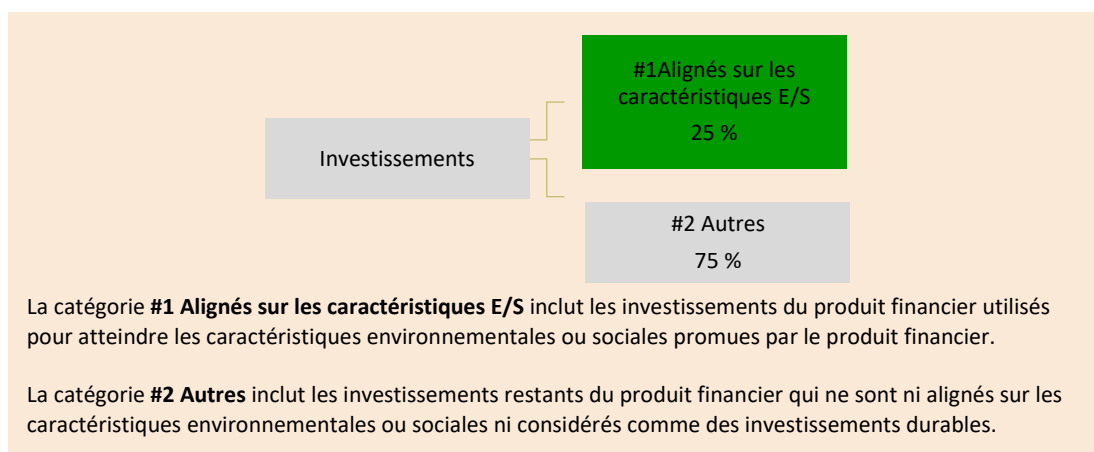 #1Alignés sur les
caractéristiques E/S
25 %
Investissements
#2 Autres
75 %
La catégorie #1 Alignés sur les caractéristiques E/S inclut les investissements du produit financier utilisés
pour atteindre les caractéristiques environnementales ou sociales promues par le produit financier.
La catégorie #2 Autres inclut les investissements restants du produit financier qui ne sont ni alignés sur les
caractéristiques environnementales ou sociales ni considérés comme des investissements durables.